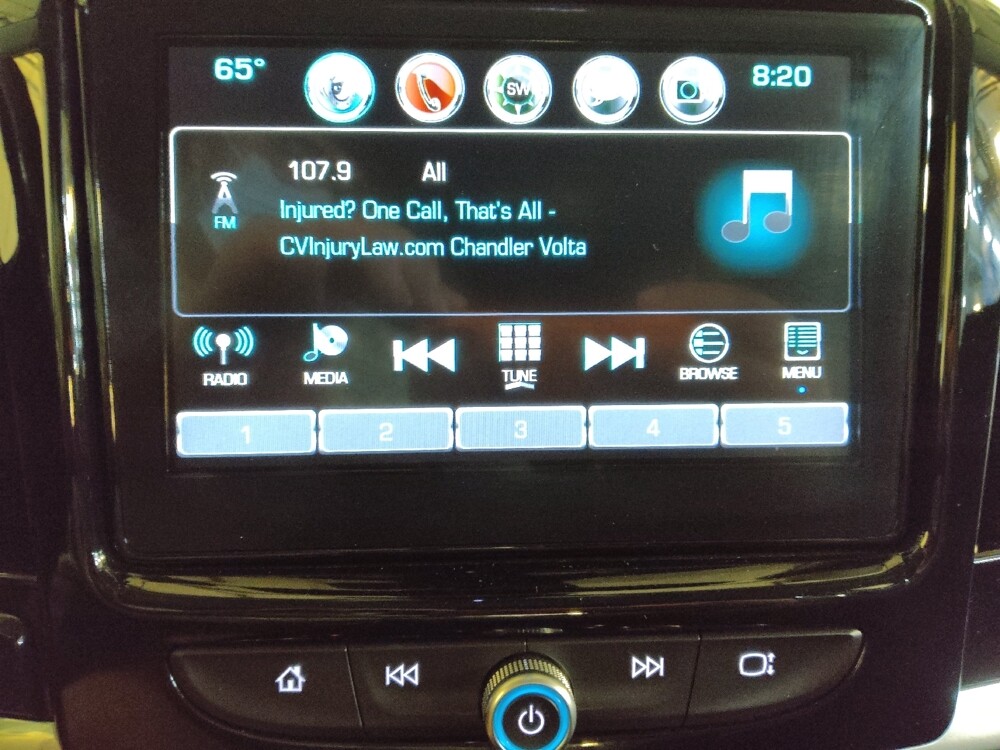 65° SW 8:20
107.9 All
FM
Injured? One Call, That's All -
CVInjuryLaw.com Chandler Volta
RADIO MEDIA TUNE BROWSE MENU
1 2 3 4 5